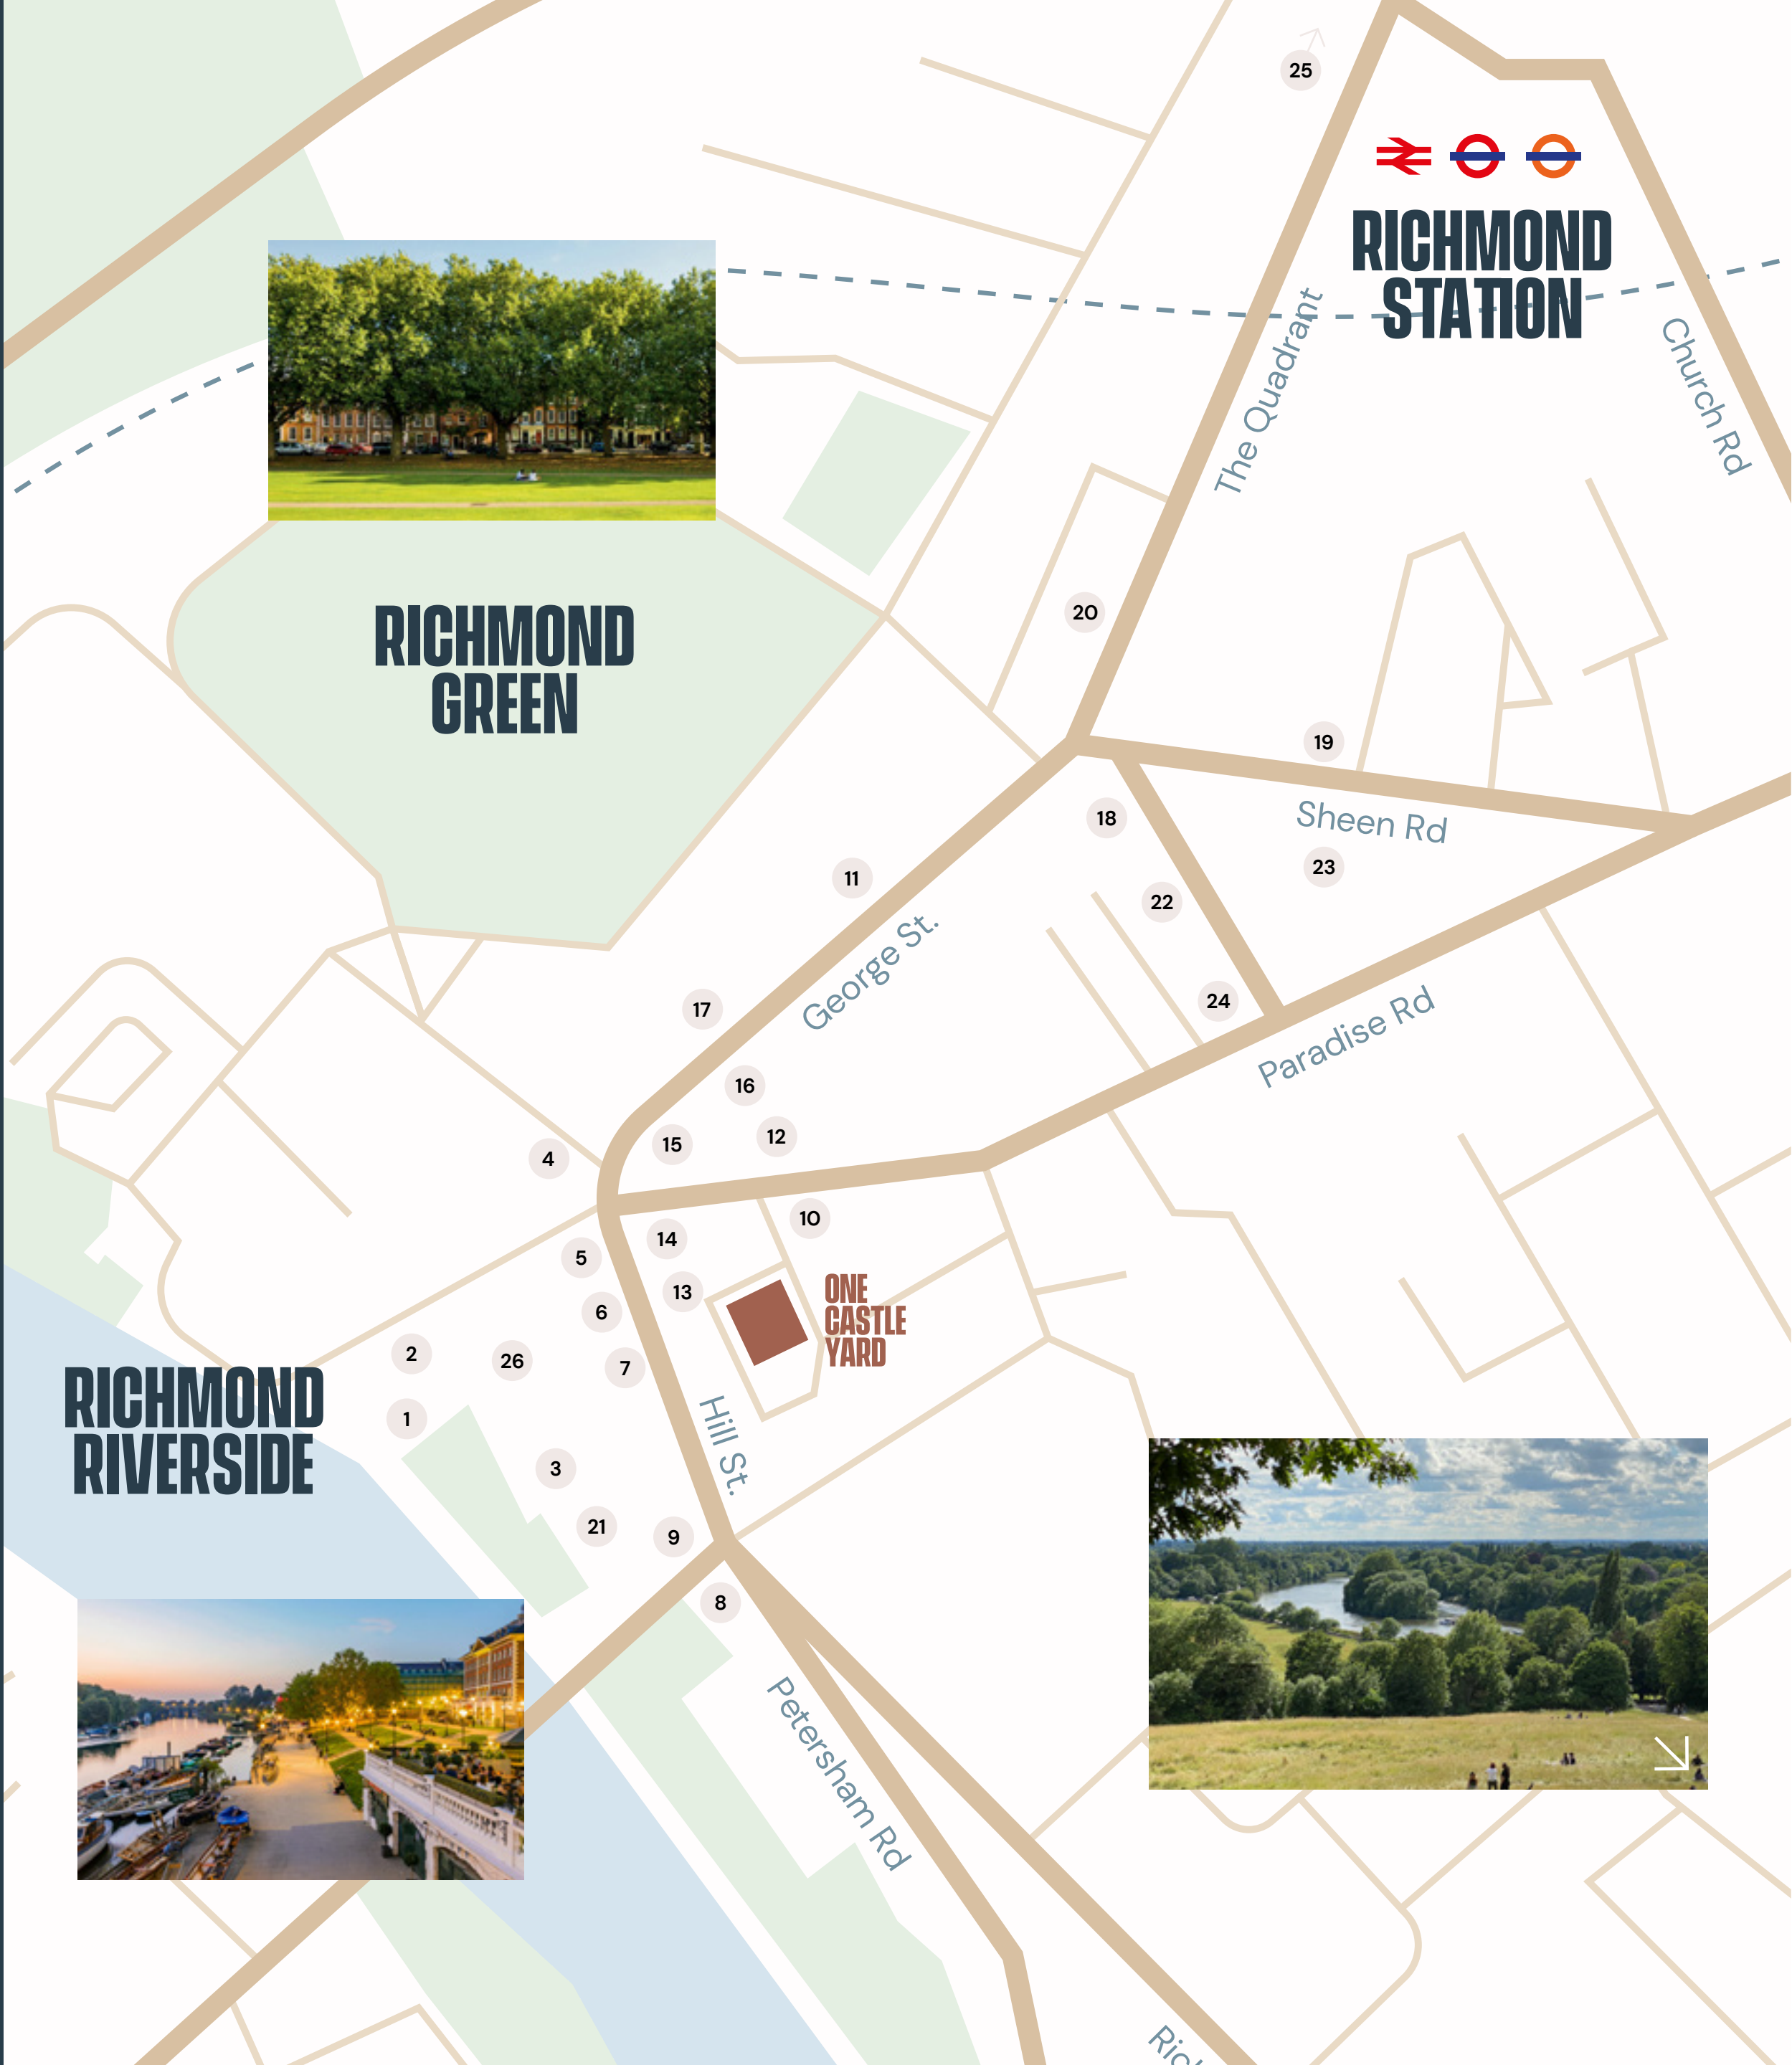 25
RICHMOND
STATION
The Quadrant
Church Rd
RICHMOND
GREEN
20
19
18
Sheen Rd
11
23
22
George St.
17
24
Paradise Rd
16
12
15
4
10
14
5
13
6
ONE
CASTLE
YARD
2
26
7
RICHMOND
RIVERSIDE
1
Hill St.
3
21
9
8
Petersham Rd